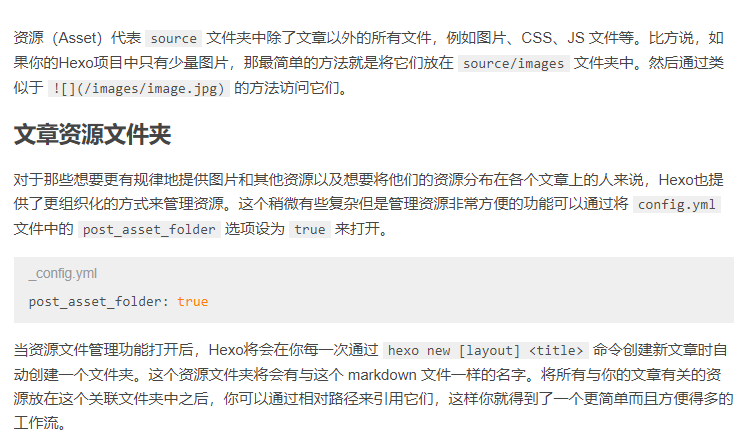 资源（Asset）代表 source 文件夹中除了文章以外的所有文件，例如图片、CSS、JS 文件等。比方说，如
果你的Hexo项目中只有少量图片，那最简单的方法就是将它们放在 source/images 文件夹中。然后通过类
似于 ![](/images/image.jpg) 的方法访问它们。
文章资源文件夹
对于那些想要更有规律地提供图片和其他资源以及想要将他们的资源分布在各个文章上的人来说，Hexo也提
供了更组织化的方式来管理资源。这个稍微有些复杂但是管理资源非常方便的功能可以通过将 config.yml
文件中的 post_asset_folder 选项设为 true 来打开。
_config.yml
post_asset_folder: true
当资源文件管理功能打开后，Hexo将会在你每一次通过 hexo new [layout] <title> 命令创建新文章时自
动创建一个文件夹。这个资源文件夹将会有与这个 markdown 文件一样的名字。将所有与你的文章有关的资
源放在这个关联文件夹中之后，你可以通过相对路径来引用它们，这样你就得到了一个更简单而且方便得多的
工作流。